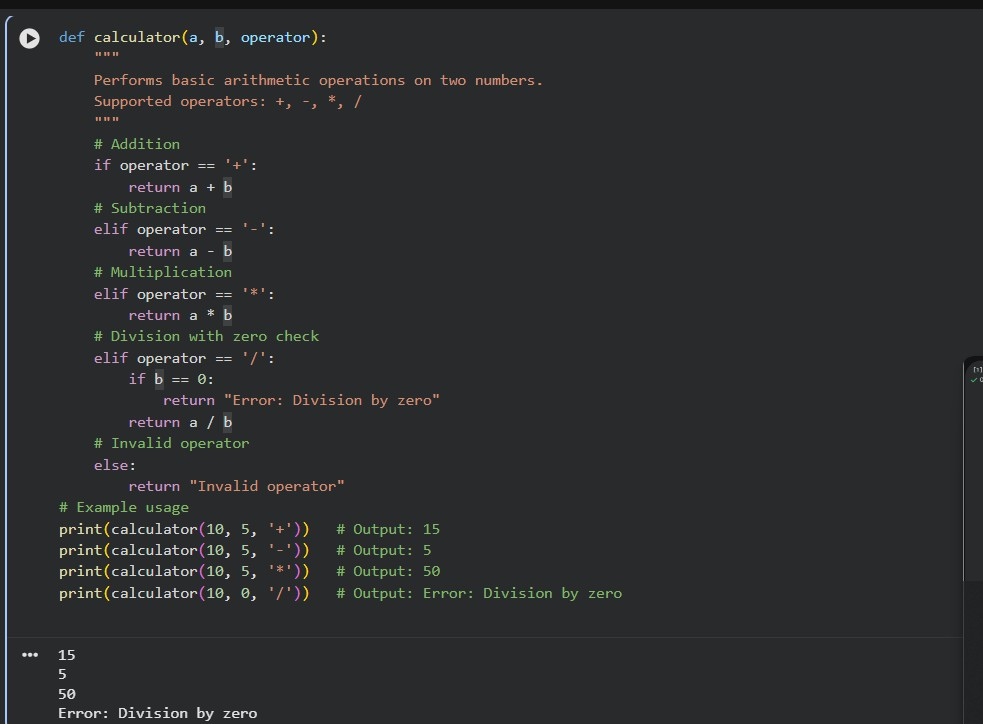 def calculator(a, b, operator):
    """
    Performs basic arithmetic operations on two numbers.
    Supported operators: +, -, *, /
    """
    # Addition
    if operator == '+':
        return a + b
    # Subtraction
    elif operator == '-':
        return a - b
    # Multiplication
    elif operator == '*':
        return a * b
    # Division with zero check
    elif operator == '/':
        if b == 0:
            return "Error: Division by zero"
        return a / b
    # Invalid operator
    else:
        return "Invalid operator"
# Example usage
print(calculator(10, 5, '+'))   # Output: 15
print(calculator(10, 5, '-'))   # Output: 5
print(calculator(10, 5, '*'))   # Output: 50
print(calculator(10, 0, '/'))   # Output: Error: Division by zero
15
5
50
Error: Division by zero
[1]